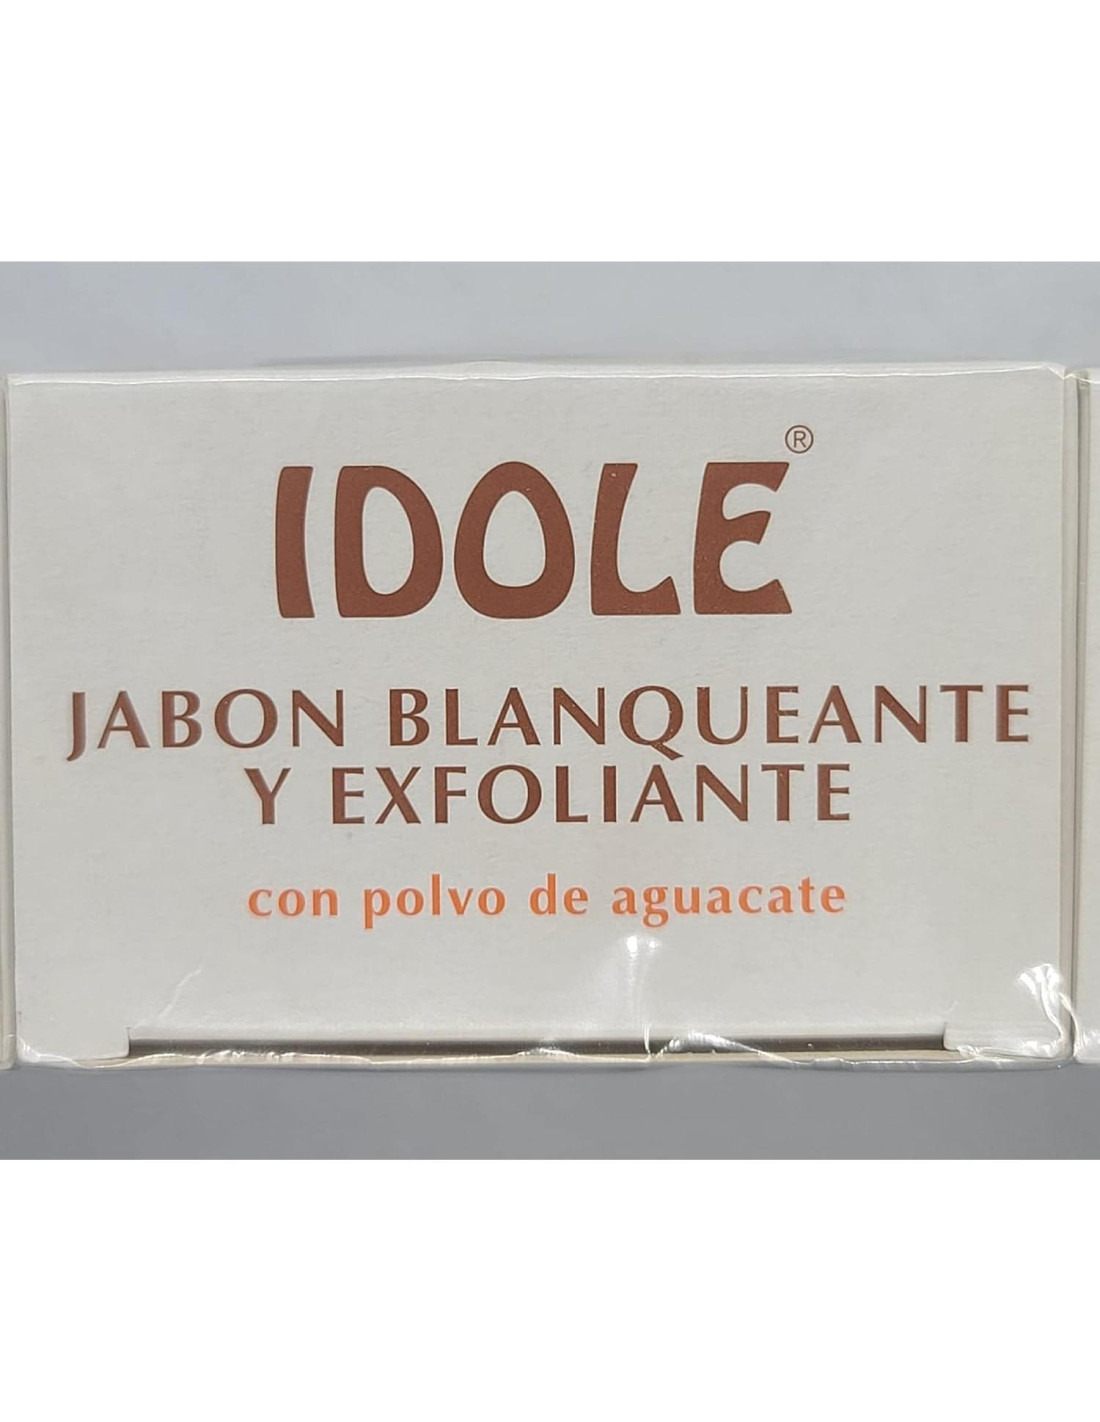 IDOLE®
JABON BLANQUEANTE
Y EXFOLIANTE
con polvo de aguacate